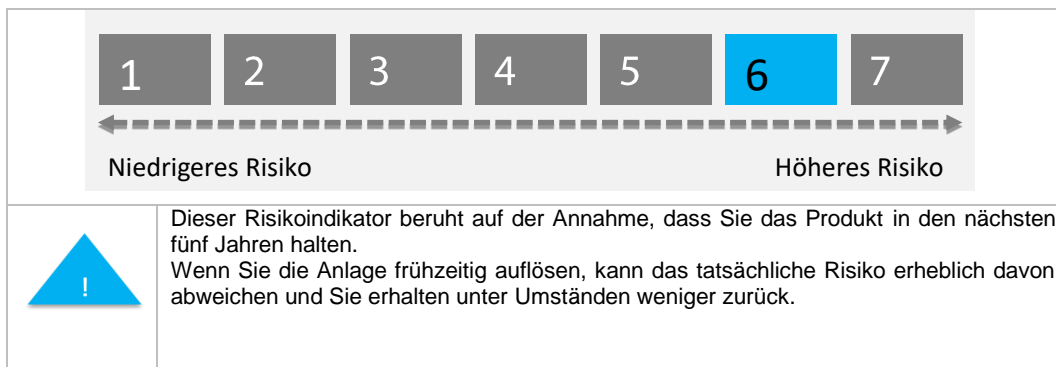 1 2 3 4 5 6 7
Niedrigeres Risiko Höheres Risiko
Dieser Risikoindikator beruht auf der Annahme, dass Sie das Produkt in den nächsten
fünf Jahren halten.
Wenn Sie die Anlage frühzeitig auflösen, kann das tatsächliche Risiko erheblich davon
abweichen und Sie erhalten unter Umständen weniger zurück.
!